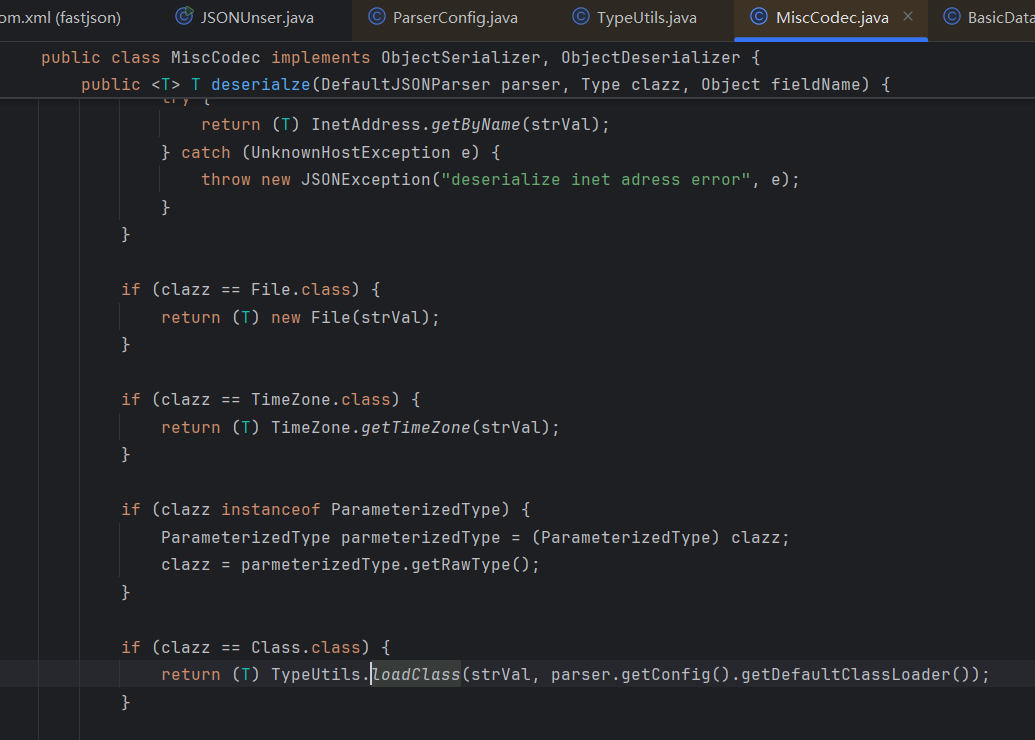 om.xml (fastjson) JSONUnser.java ParserConfig.java TypeUtils.java MiscCodec.java BasicData
public class MiscCodec implements ObjectSerializer, ObjectDeserializer {
public <T> T deserialze(DefaultJSONParser parser, Type clazz, Object fieldName) {
try {
return (T) InetAddress.getByName(strVal);
} catch (UnknownHostException e) {
throw new JSONException("deserialize inet adress error", e);
}
}
if (clazz == File.class) {
return (T) new File(strVal);
}
if (clazz == TimeZone.class) {
return (T) TimeZone.getTimeZone(strVal);
}
if (clazz instanceof ParameterizedType) {
ParameterizedType parmeterizedType = (ParameterizedType) clazz;
clazz = parmeterizedType.getRawType();
}
if (clazz == Class.class) {
return (T) TypeUtils.loadClass(strVal, parser.getConfig().getDefaultClassLoader());
}